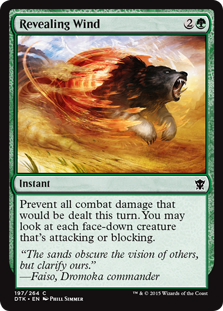 Revealing Wind 2
Instant
Prevent all combat damage that
would be dealt this turn. You may
look at each face-down creature
that's attacking or blocking.
"The sands obscure the vision of others,
but clarify ours."
—Faiso, Dromoka commander
197/264 C
DTK • EN PHILL SIMMER
™ & © 2015 Wizards of the Coast